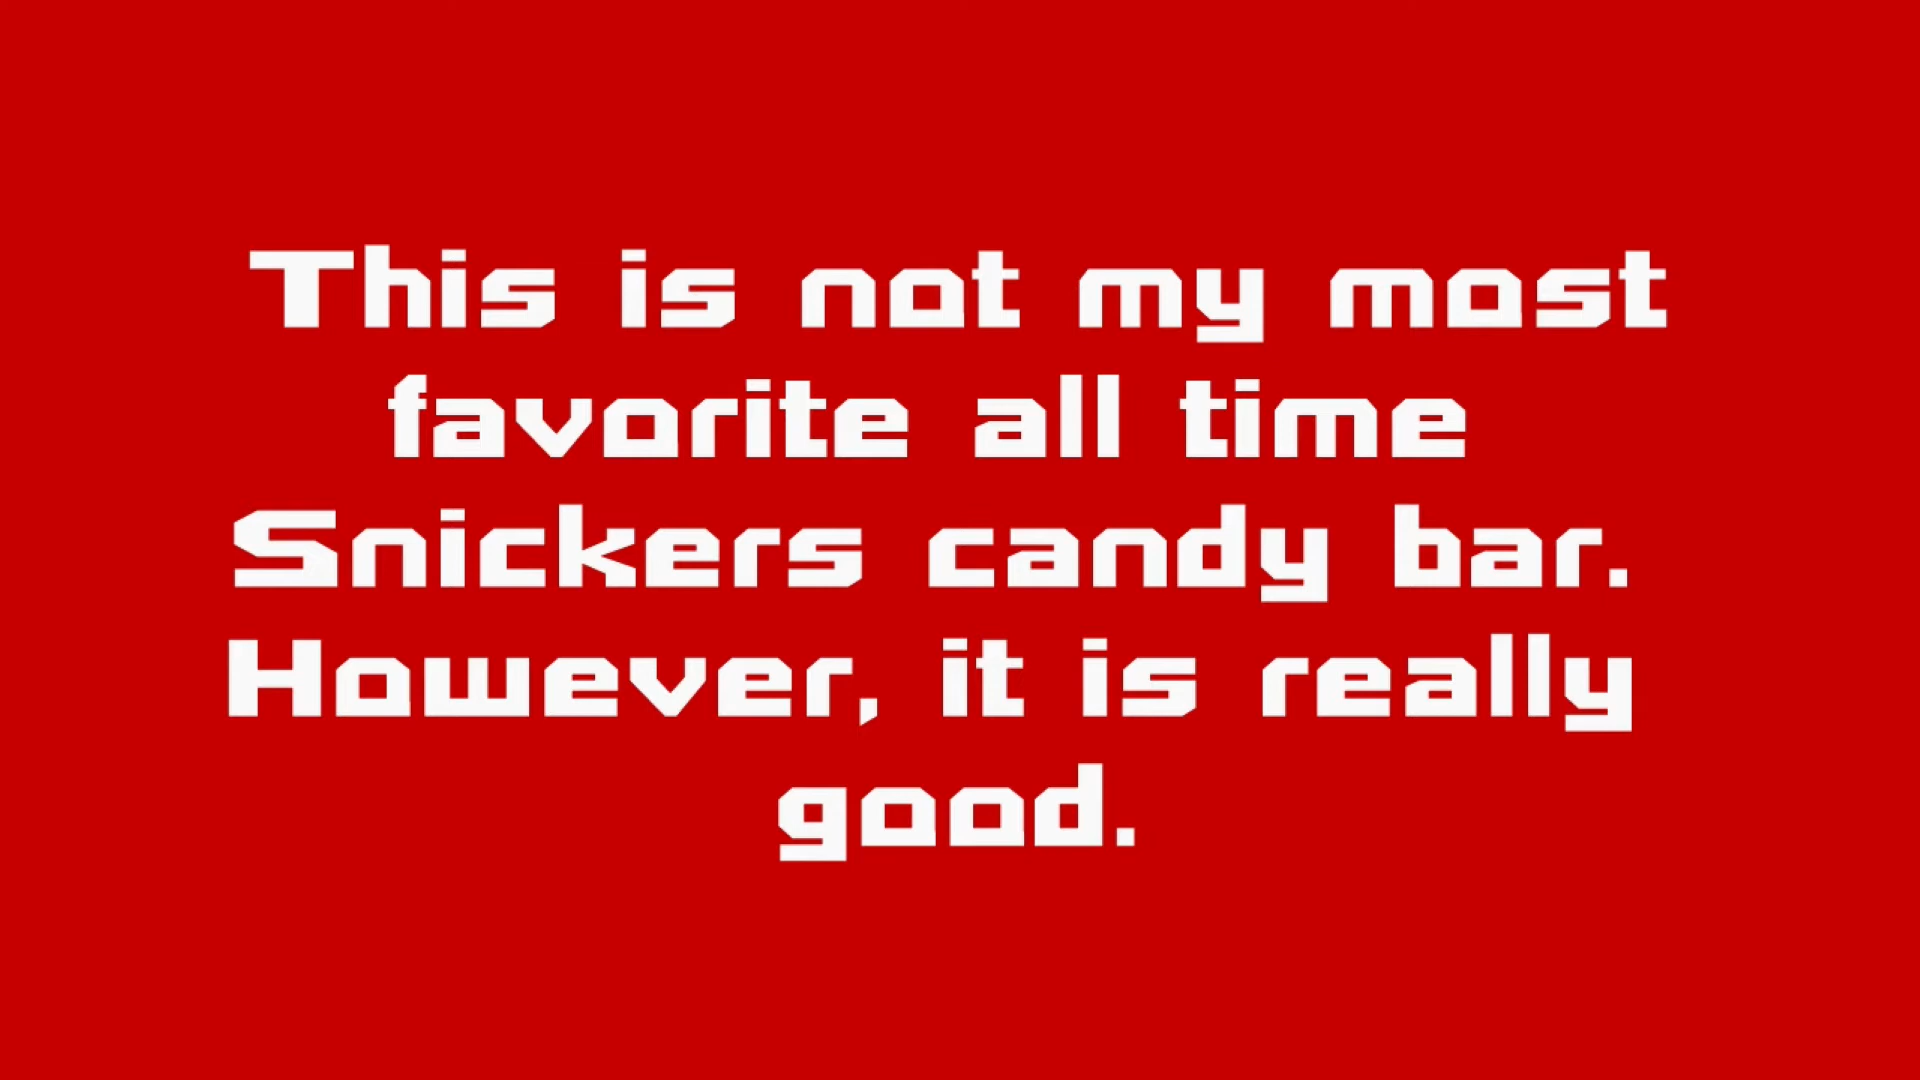 This is not my most
favorite all time
Snickers candy bar.
However, it is really
good.